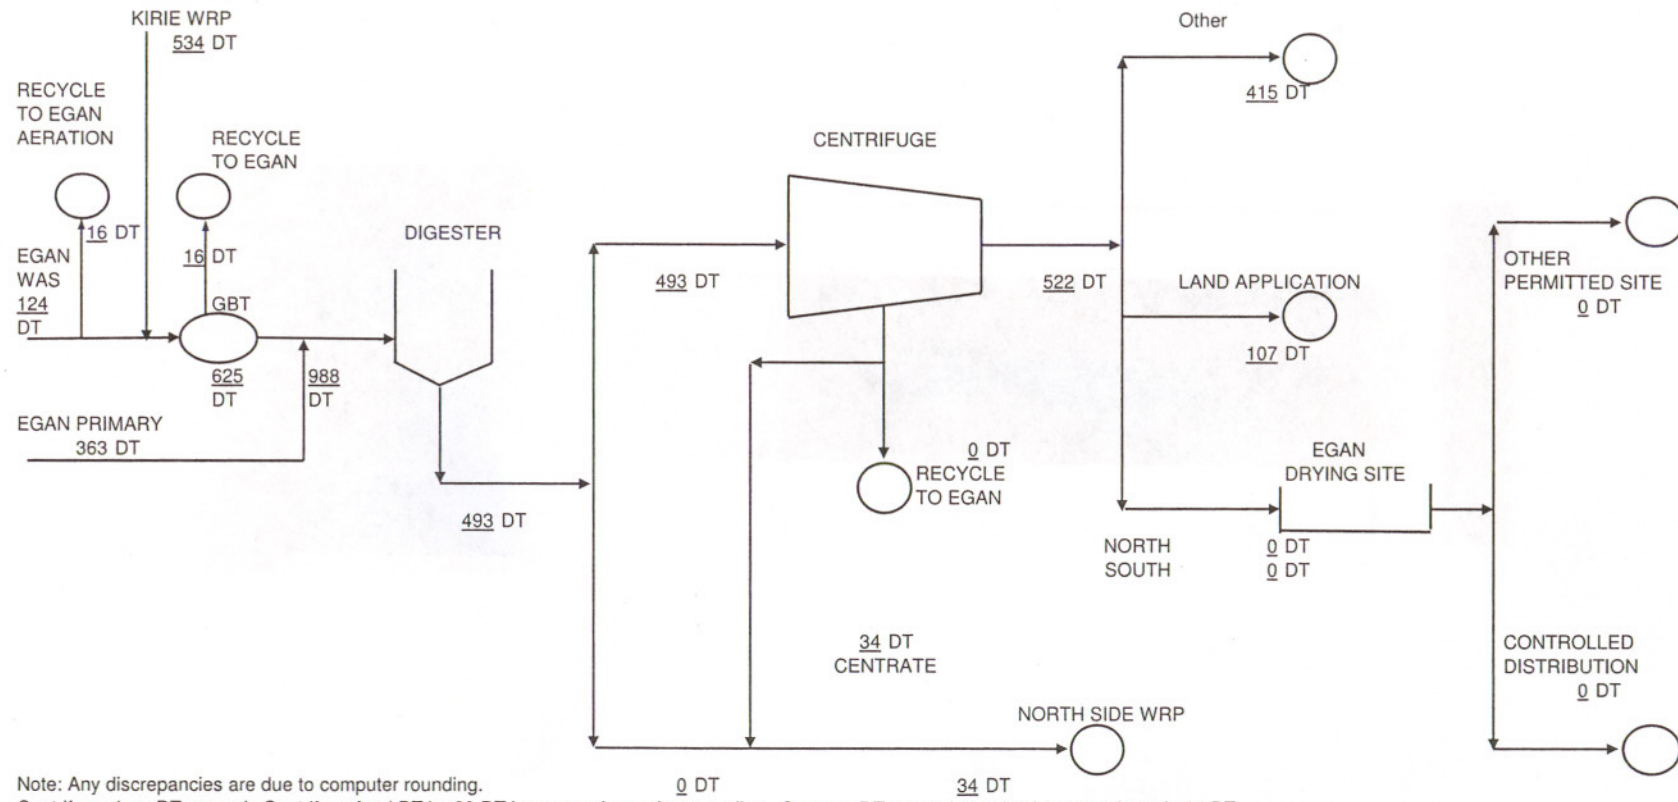 KIRIE WRP
534 DT
Other
RECYCLE
TO EGAN
AERATION
415 DT
RECYCLE
TO EGAN
CENTRIFUGE
16 DT
DIGESTER
EGAN
WAS
124
DT
16 DT
GBT
493 DT
522 DT
LAND APPLICATION
OTHER
PERMITTED SITE
0 DT
107 DT
625
DT
988
DT
EGAN PRIMARY
363 DT
0 DT
RECYCLE
TO EGAN
EGAN
DRYING SITE
493 DT
NORTH 0 DT
SOUTH 0 DT
34 DT
CENTRATE
CONTROLLED
DISTRIBUTION
0 DT
NORTH SIDE WRP
Note: Any discrepancies are due to computer rounding.
0 DT
34 DT